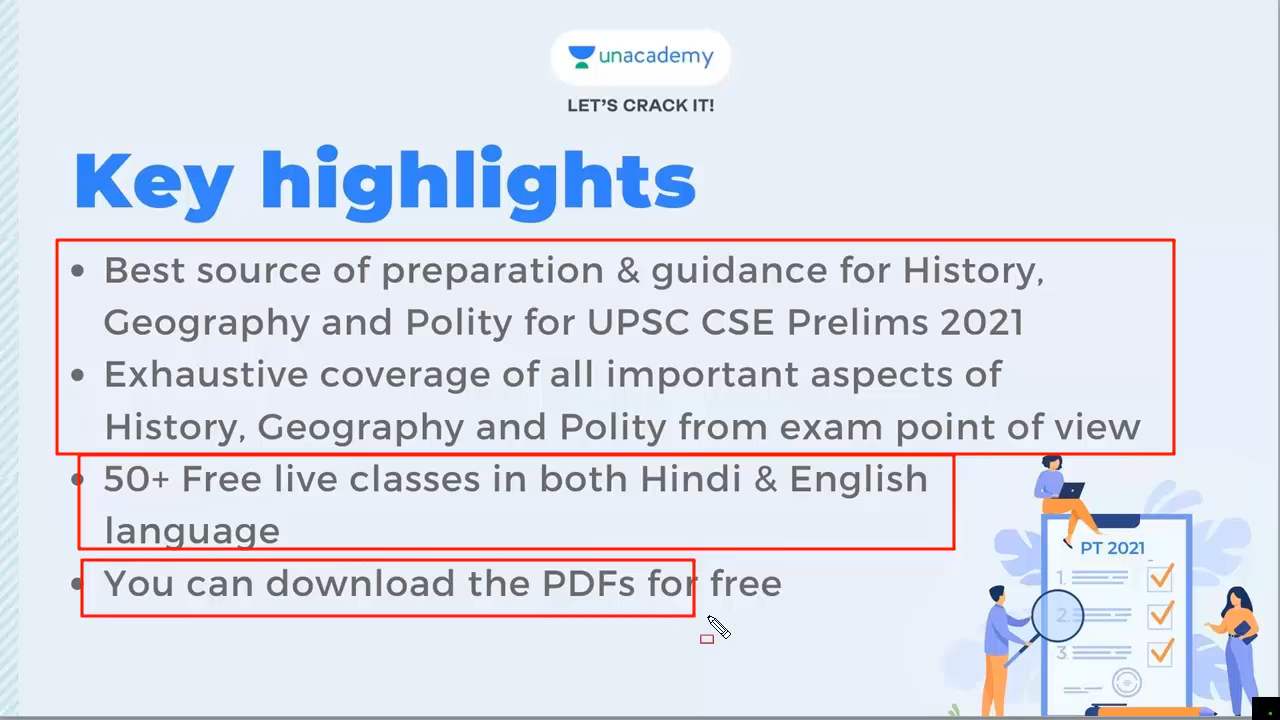 unacademy
LET'S CRACK IT!
Key highlights
• Best source of preparation & guidance for History,
Geography and Polity for UPSC CSE Prelims 2021
• Exhaustive coverage of all important aspects of
History, Geography and Polity from exam point of view
• 50+ Free live classes in both Hindi & English
language
• You can download the PDFs for free
PT 2021
1.
2.
3.